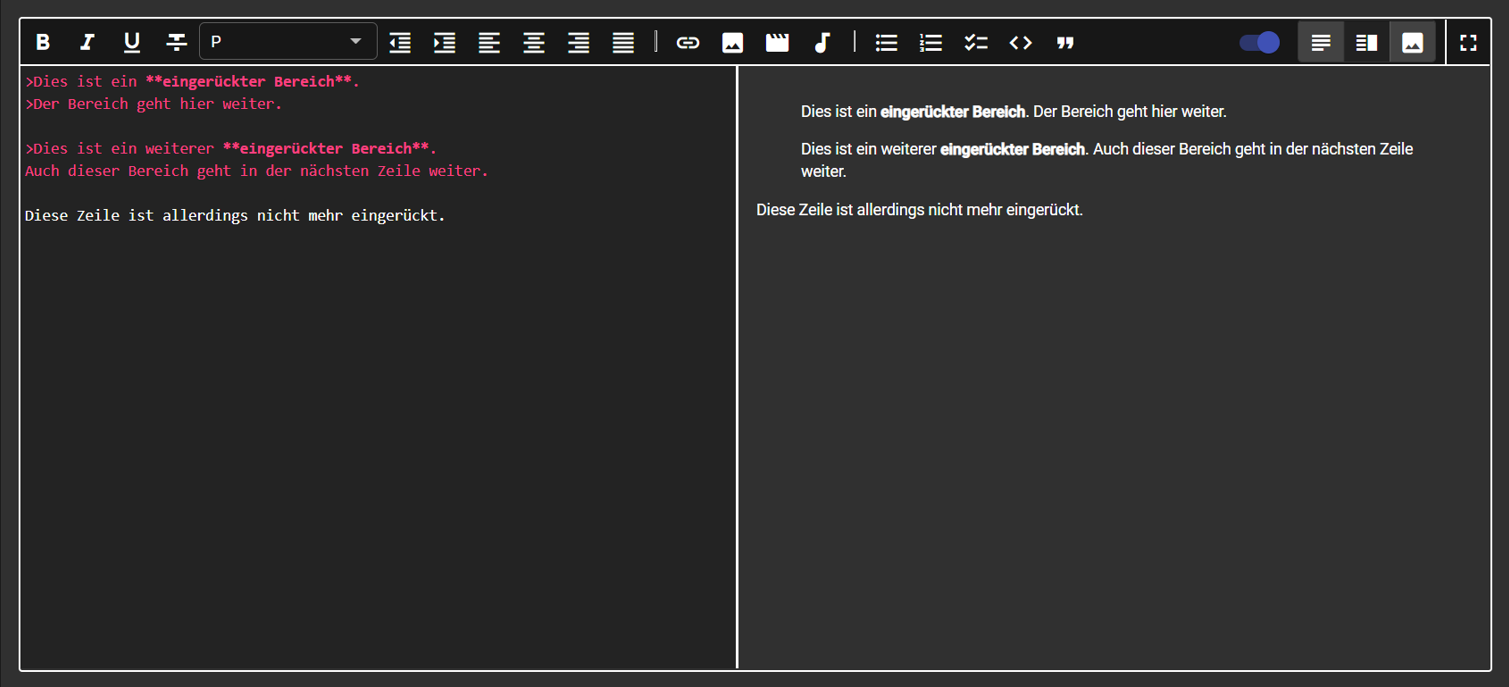 P
>Dies ist ein **eingerückter Bereich**.
>Der Bereich geht hier weiter.
>Dies ist ein weiterer **eingerückter Bereich**.
Auch dieser Bereich geht in der nächsten Zeile weiter.
Diese Zeile ist allerdings nicht mehr eingerückt.
Dies ist ein eingerückter Bereich. Der Bereich geht hier weiter.
Dies ist ein weiterer eingerückter Bereich. Auch dieser Bereich geht in der nächsten Zeile
weiter.
Diese Zeile ist allerdings nicht mehr eingerückt.